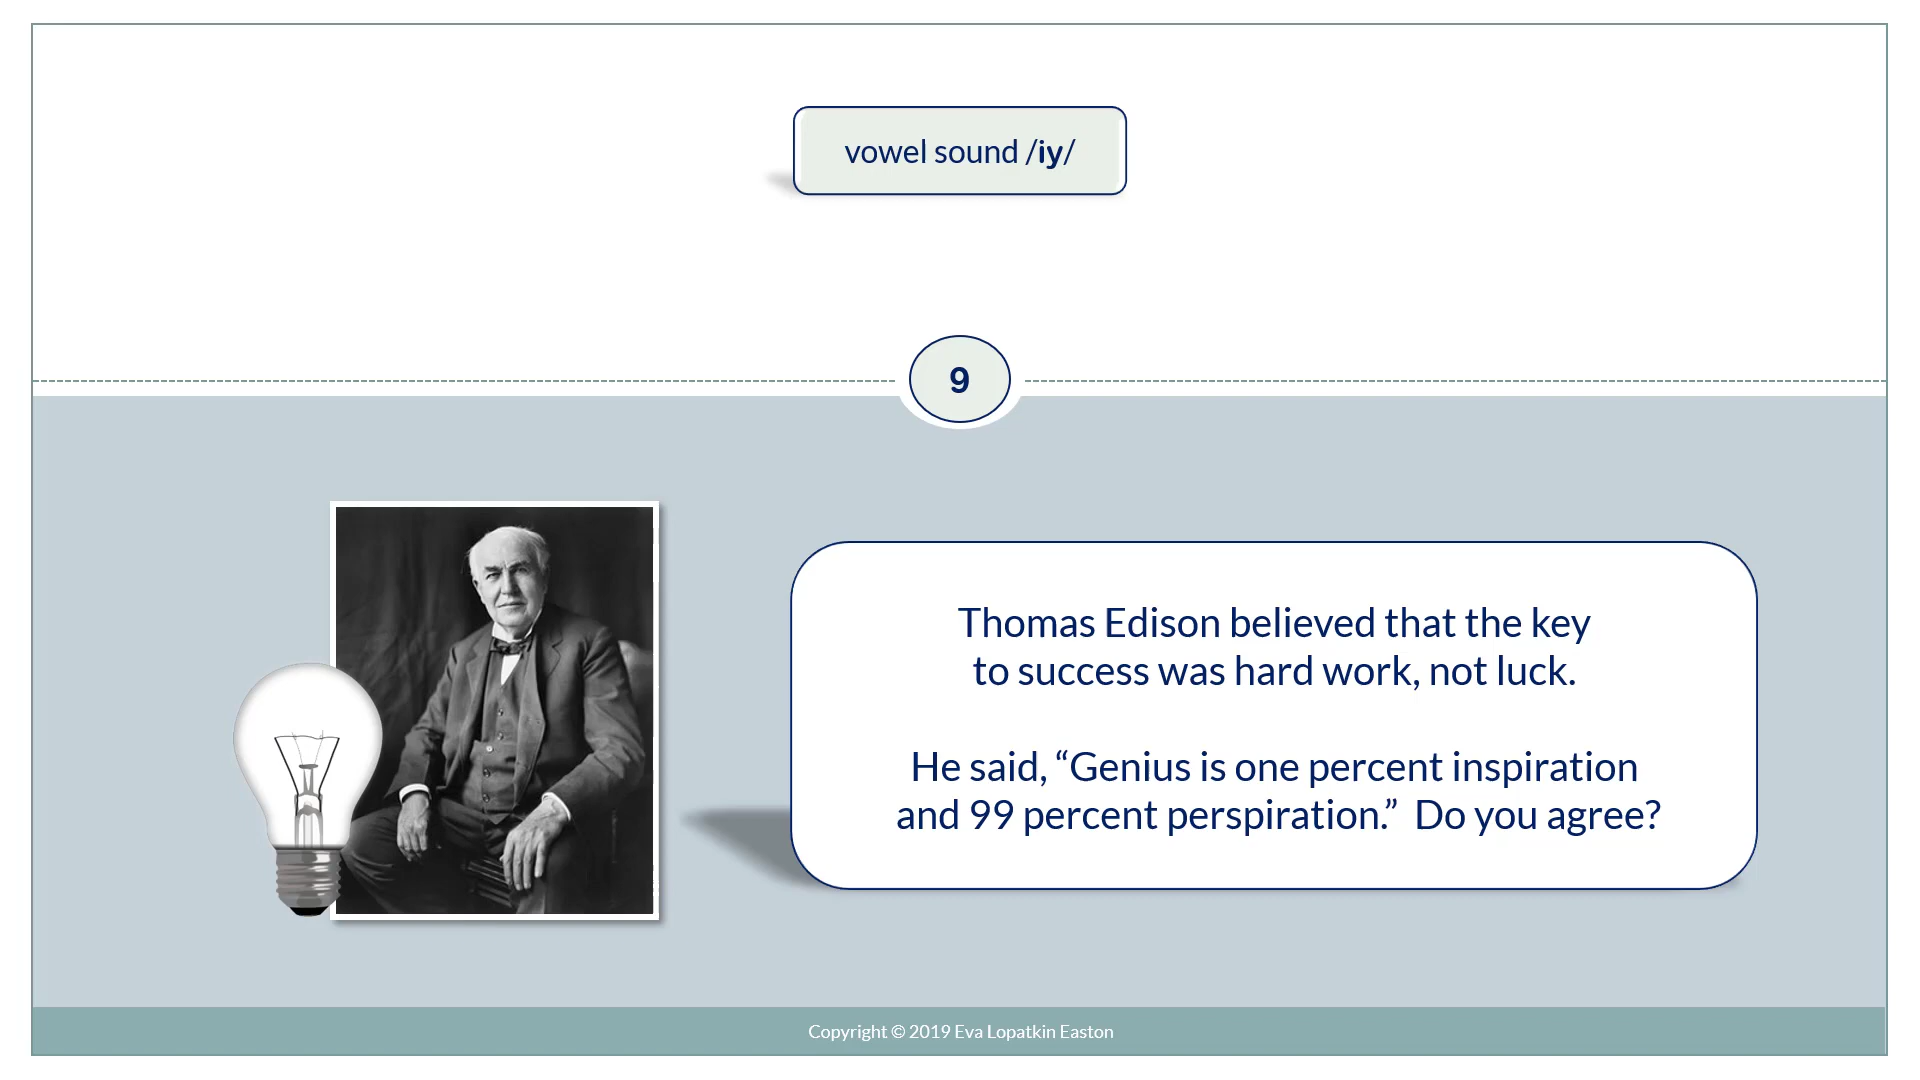 vowel sound /iy/
9
Thomas Edison believed that the key
to success was hard work, not luck.
He said, “Genius is one percent inspiration
and 99 percent perspiration.”  Do you agree?
Copyright © 2019 Eva Lopatkin Easton